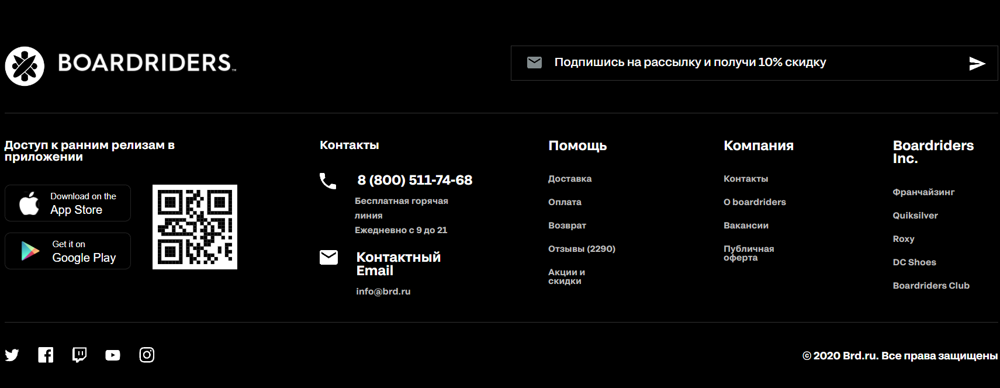 BOARDRIDERS™
Подпишись на рассылку и получи 10% скидку
Доступ к ранним релизам в
приложении
Download on the
App Store
Get it on
Google Play
Контакты
8 (800) 511-74-68
Бесплатная горячая
линия
Ежедневно с 9 до 21
Контактный
Email
info@brd.ru
Помощь
Доставка
Оплата
Возврат
Отзывы (2290)
Акции и
скидки
Компания
Контакты
О boardriders
Вакансии
Публичная
оферта
Boardriders
Inc.
Франчайзинг
Quiksilver
Roxy
DC Shoes
Boardriders Club
© 2020 Brd.ru. Все права защищены